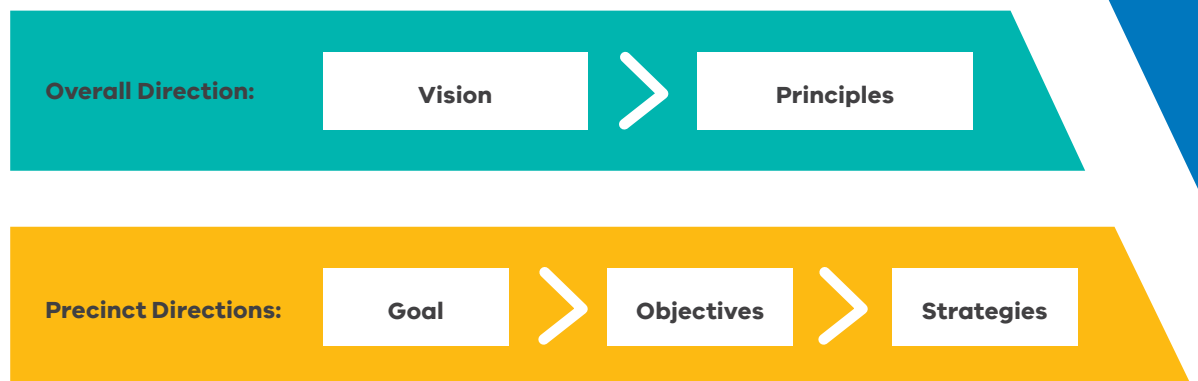 Overall Direction:
Vision
Principles
Precinct Directions:
Goal
Objectives
Strategies